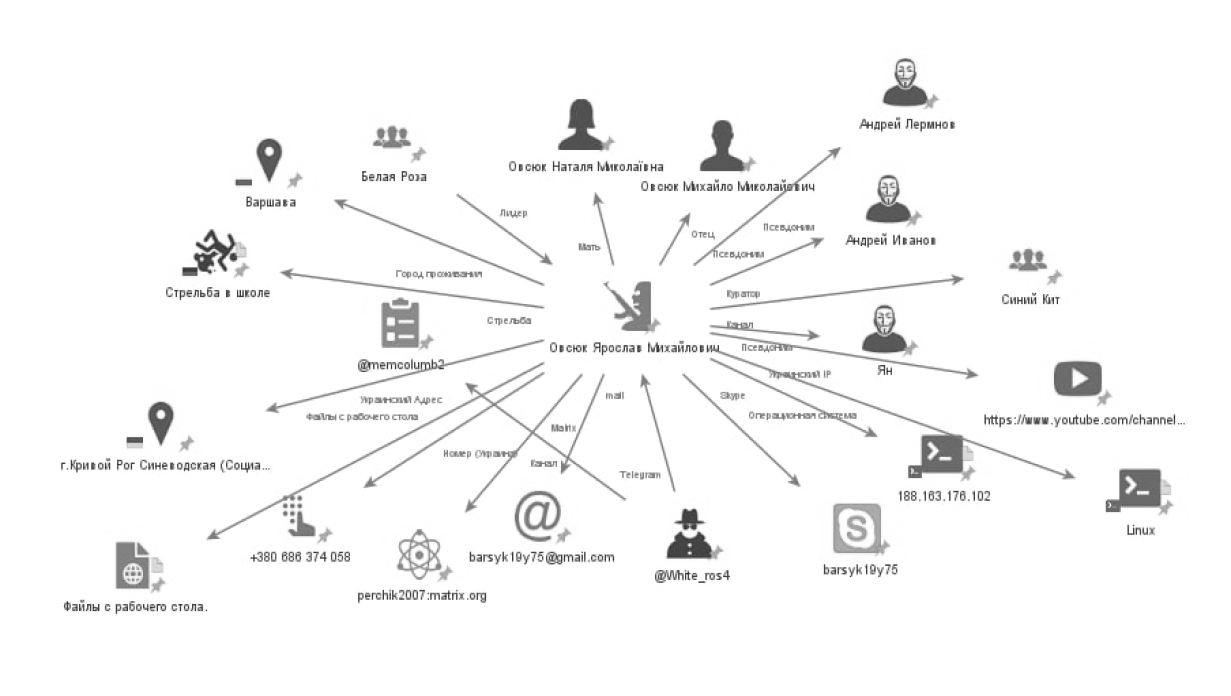 Андрей Лермнов
Овсюк Наталя Миколаївна
Овсюк Михайло Миколайович
Белая Роза
Варшава
Лидер
Мать
Отец
Псевдоним
Андрей Иванов
Псевдоним
Город проживания
Стрельба в школе
Куратор
Синий Кит
Стрельба
Канал
Овсюк Ярослав Михайлович
Псевдоним
@memcolumb2
Ян
Украинский IP
Украинский Адрес
mail
Skype
Файлы с рабочего стола
Операционная система
https://www.youtube.com/channel...
Matrix
Номер (Украина)
Канал
г.Кривой Рог Синеводская (Социа...
Telegram
188.163.176.102
Linux
+380 686 374 058
barsyk19y75@gmail.com
@White_ros4
barsyk19y75
perchik2007:matrix.org
Файлы с рабочего стола.